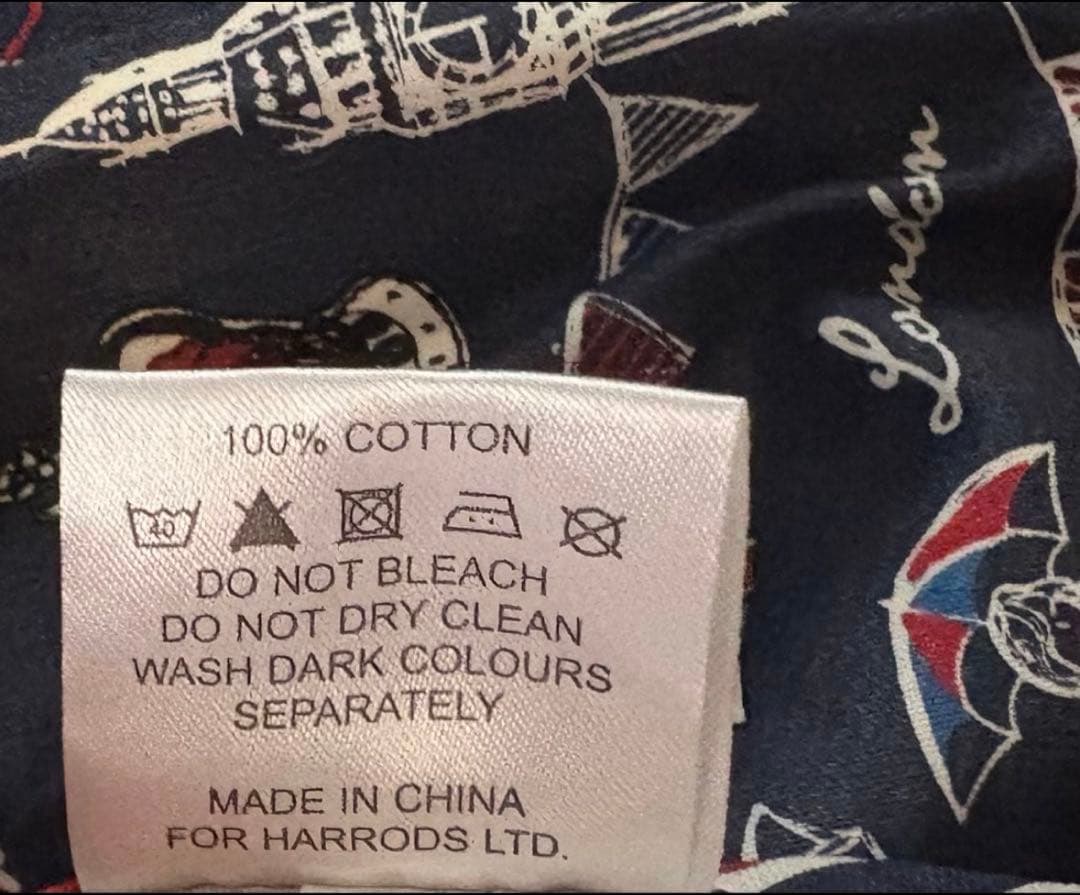 London
100% COTTON
40
DO NOT BLEACH
DO NOT DRY CLEAN
WASH DARK COLOURS
SEPARATELY
MADE IN CHINA
FOR HARRODS LTD.